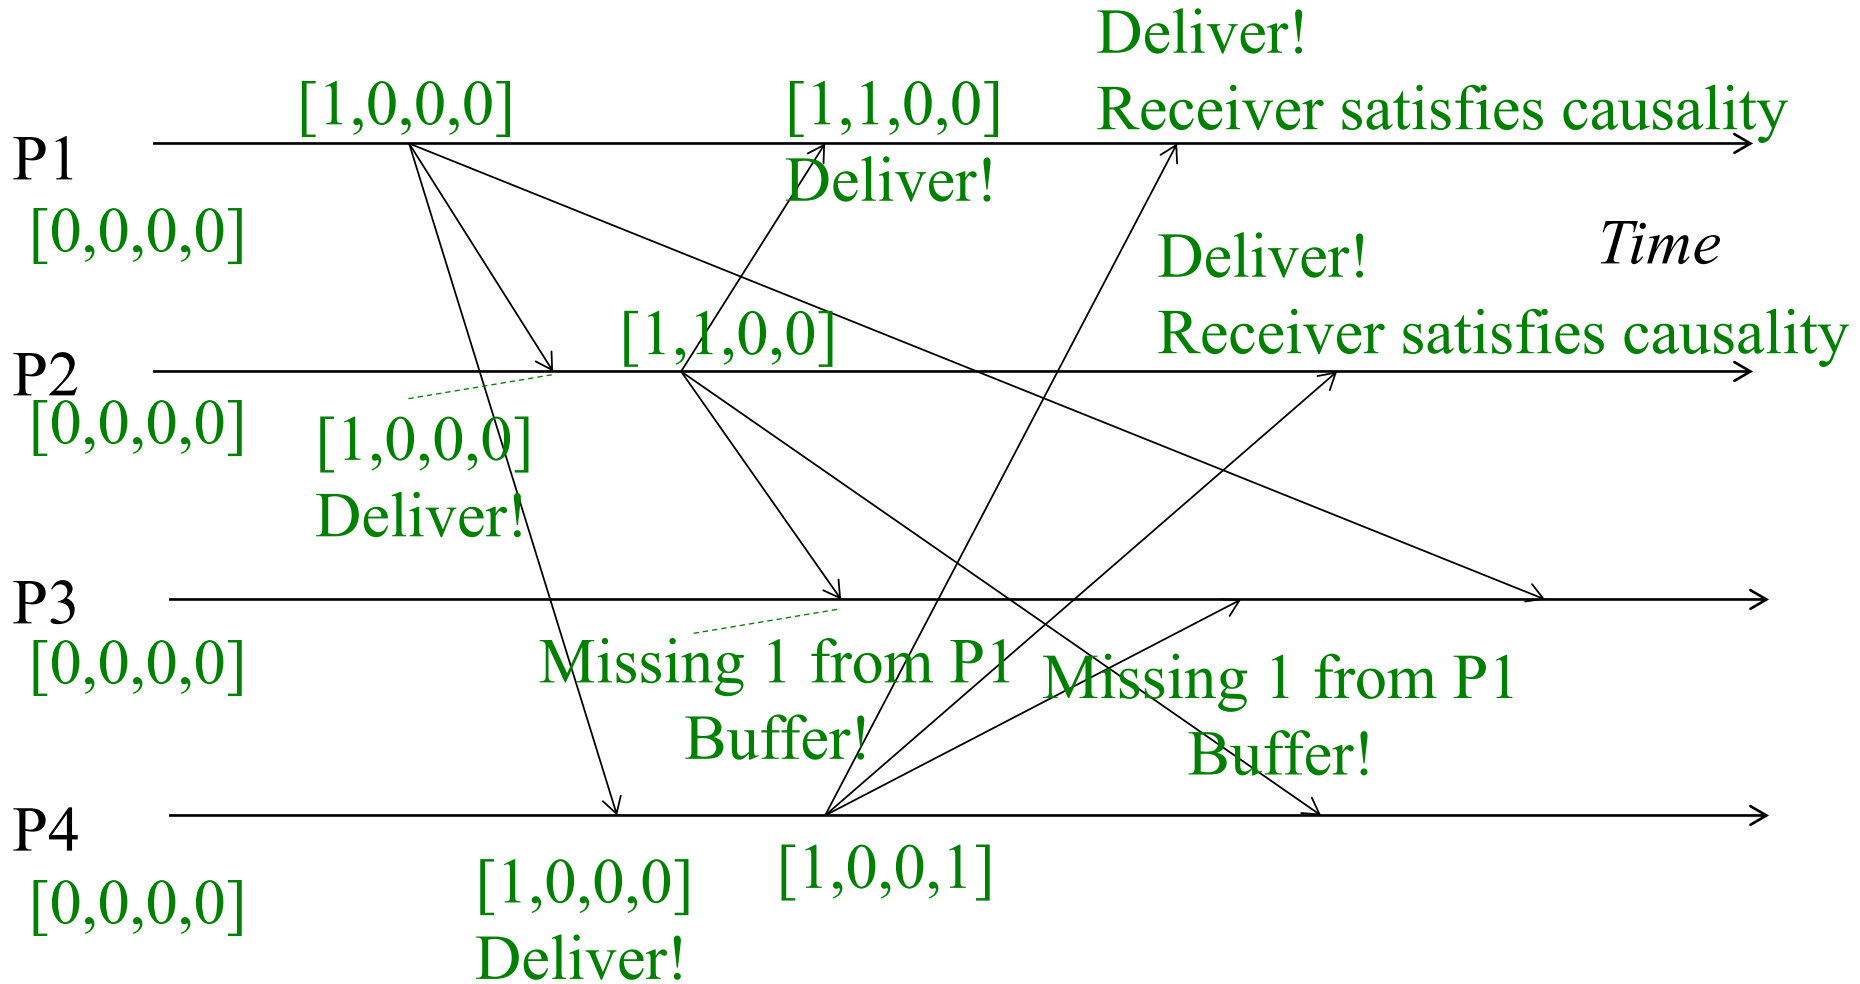 Deliver!
Receiver satisfies causality
[1,0,0,0]
[1,1,0,0]
P1
Deliver!
[0,0,0,0]
Time
Deliver!
Receiver satisfies causality
[1,1,0,0]
P2
[0,0,0,0]
[1,0,0,0]
Deliver!
P3
[0,0,0,0]
Missing 1 from P1
Buffer!
Missing 1 from P1
Buffer!
P4
[0,0,0,0]
[1,0,0,0]
Deliver!
[1,0,0,1]